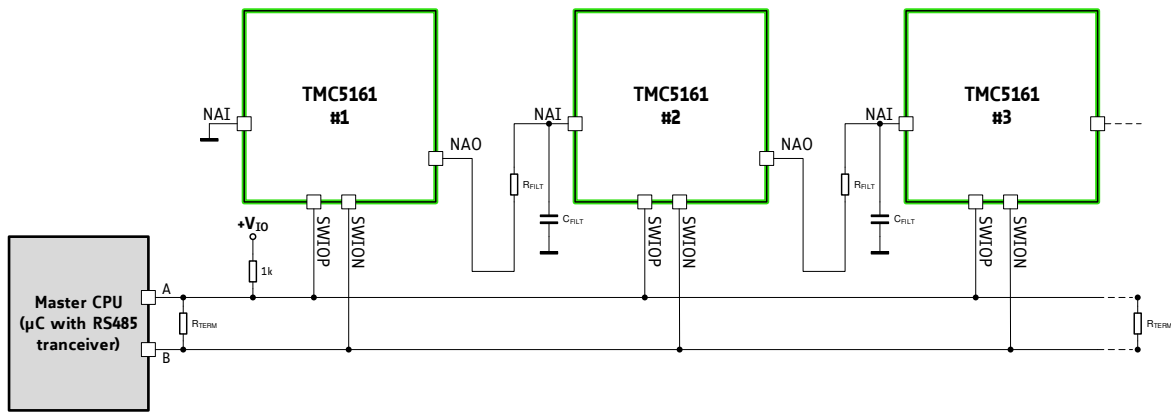 TMC5161
#1
TMC5161
#2
TMC5161
#3
NAI
NAO
NAI
NAO
NAI
RFILT
CFILT
RFILT
CFILT
SWIOP
SWION
SWIOP
SWION
SWIOP
SWION
+VIO
1k
Master CPU
(µC with RS485
tranceiver)
A
B
RTERM
RTERM